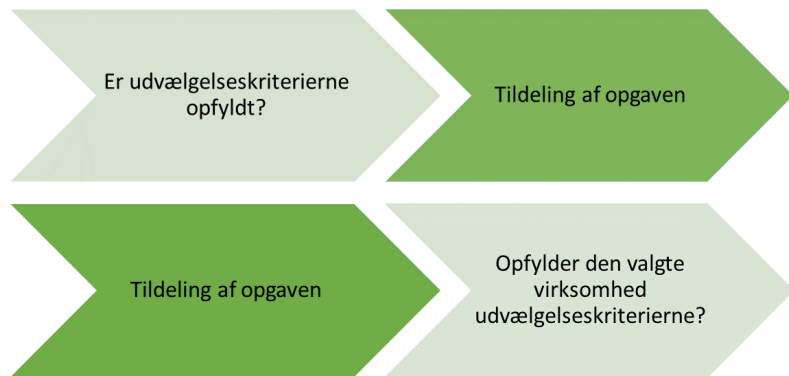 Er udvælgelseskriterierne
opfyldt?
Tildeling af opgaven
Tildeling af opgaven
Opfylder den valgte
virksomhed
udvælgelseskriterierne?